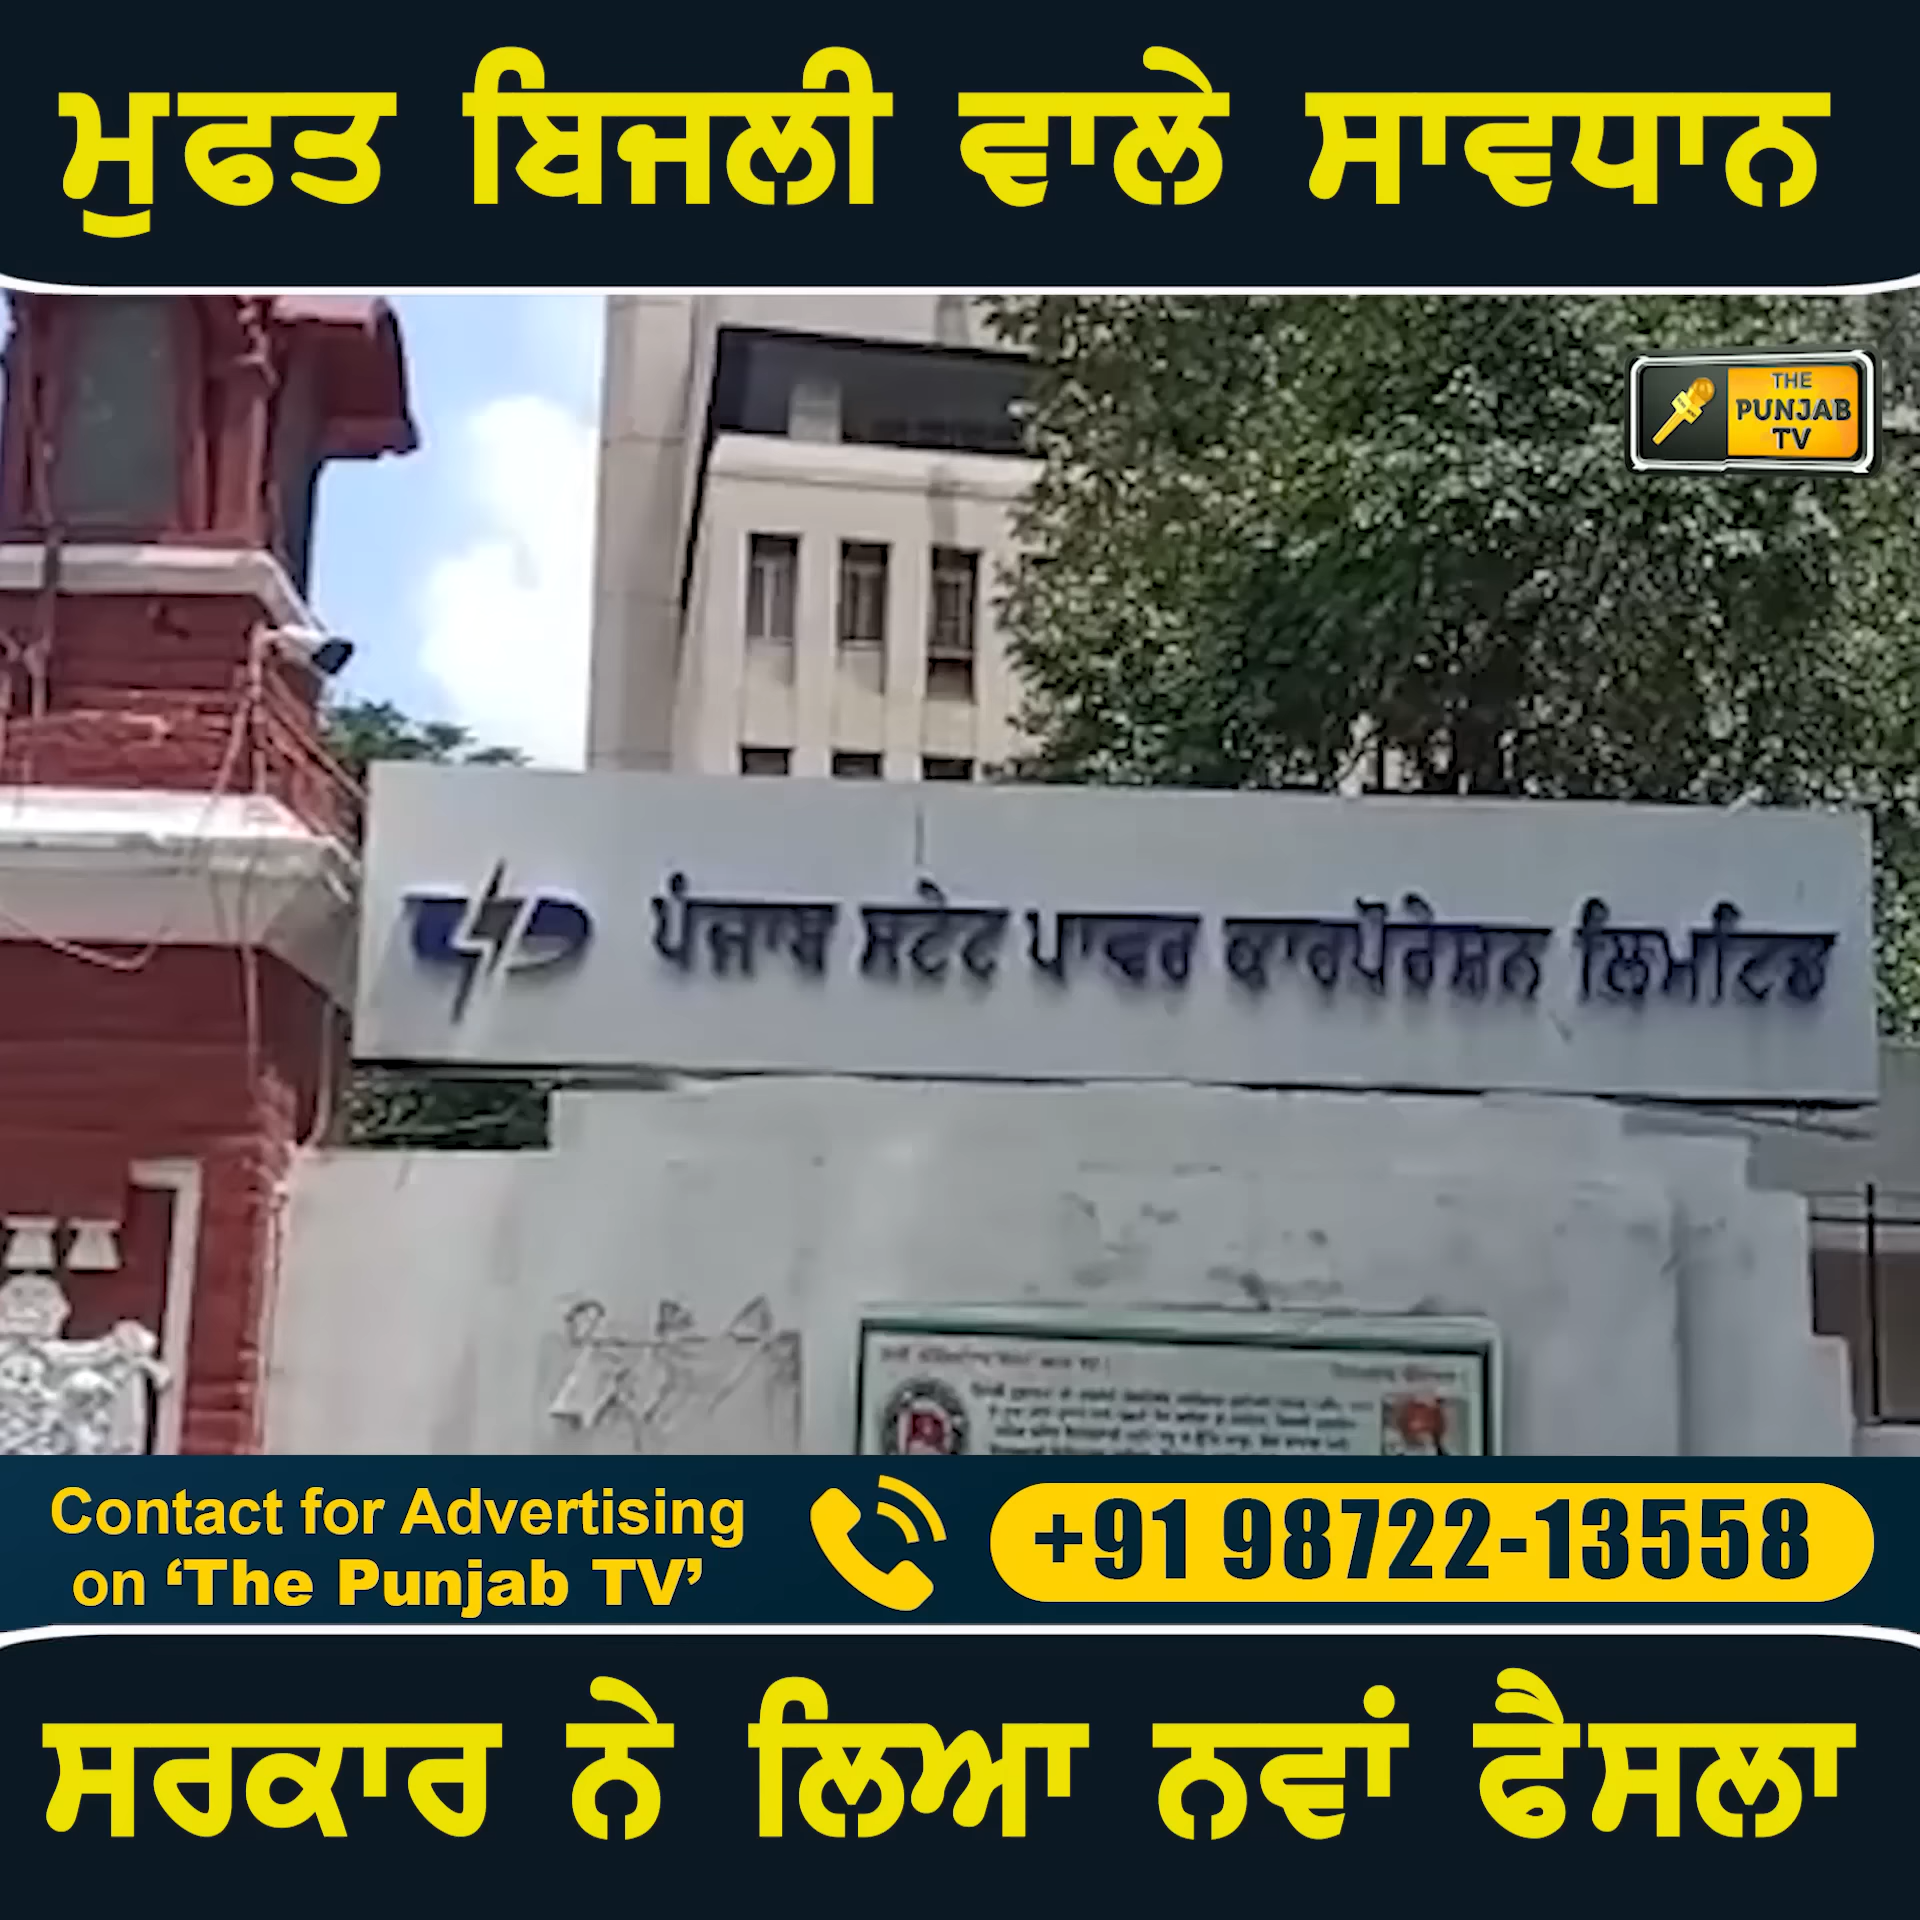 ਮੁਫਤ ਬਿਜਲੀ ਵਾਲੇ ਸਾਵਧਾਨ
THE
PUNJAB
TV
ਪੰਜਾਬ ਸਟੇਟ ਪਾਵਰ ਕਾਰਪੋਰੇਸ਼ਨ ਲਿਮਟਿਡ
Contact for Advertising
on ‘The Punjab TV’
+91 98722-13558
ਸਰਕਾਰ ਨੇ ਲਿਆ ਨਵਾਂ ਫੈਸਲਾ